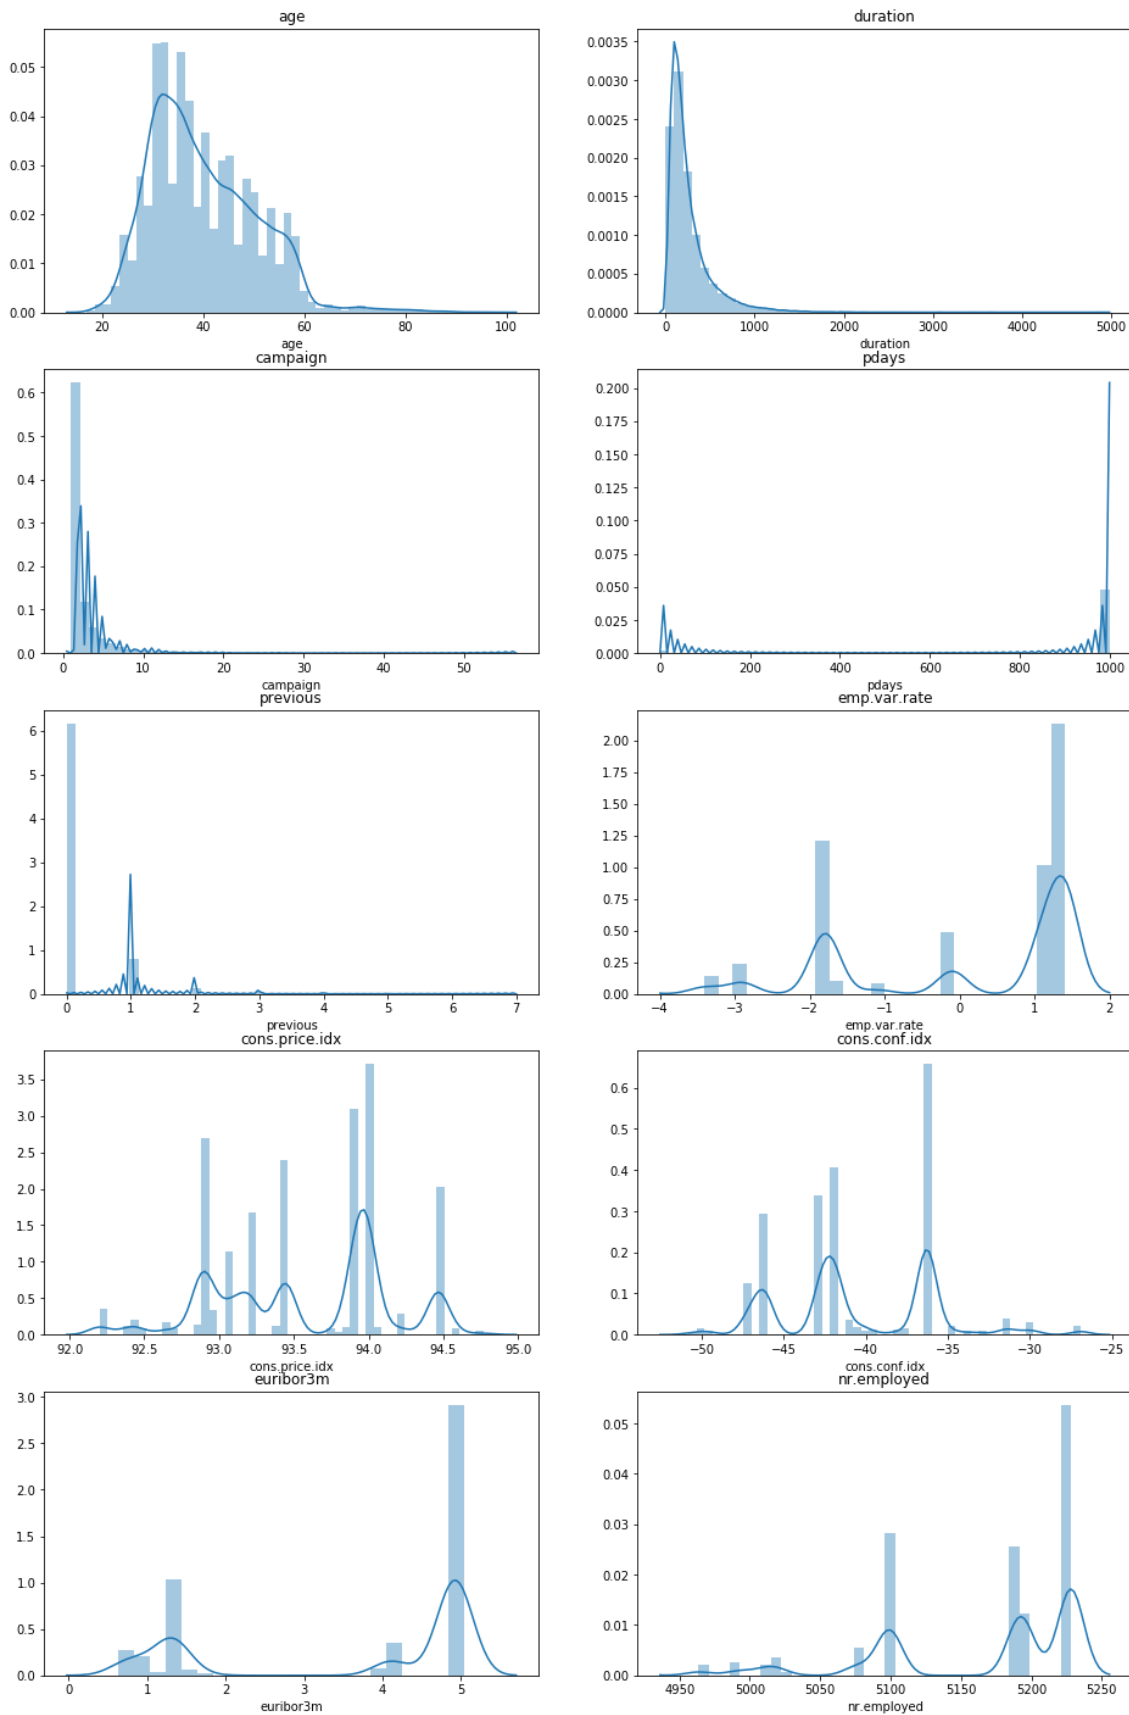 age
0.05
0.04
0.03
0.02
0.01
0.00
20 40 60 80 100
age
duration
0.0035
0.0030
0.0025
0.0020
0.0015
0.0010
0.0005
0.0000
0 1000 2000 3000 4000 5000
duration
campaign
0.6
0.5
0.4
0.3
0.2
0.1
0.0
0 10 20 30 40 50
campaign
pdays
0.200
0.175
0.150
0.125
0.100
0.075
0.050
0.025
0.000
0 200 400 600 800 1000
pdays
previous
6
5
4
3
2
1
0
0 1 2 3 4 5 6 7
previous
emp.var.rate
2.00
1.75
1.50
1.25
1.00
0.75
0.50
0.25
0.00
−4 −3 −2 −1 0 1 2
emp.var.rate
cons.price.idx
3.5
3.0
2.5
2.0
1.5
1.0
0.5
0.0
92.0 92.5 93.0 93.5 94.0 94.5 95.0
cons.price.idx
cons.conf.idx
0.6
0.5
0.4
0.3
0.2
0.1
0.0
−50 −45 −40 −35 −30 −25
cons.conf.idx
euribor3m
3.0
2.5
2.0
1.5
1.0
0.5
0.0
0 1 2 3 4 5
euribor3m
nr.employed
0.05
0.04
0.03
0.02
0.01
0.00
4950 5000 5050 5100 5150 5200 5250
nr.employed